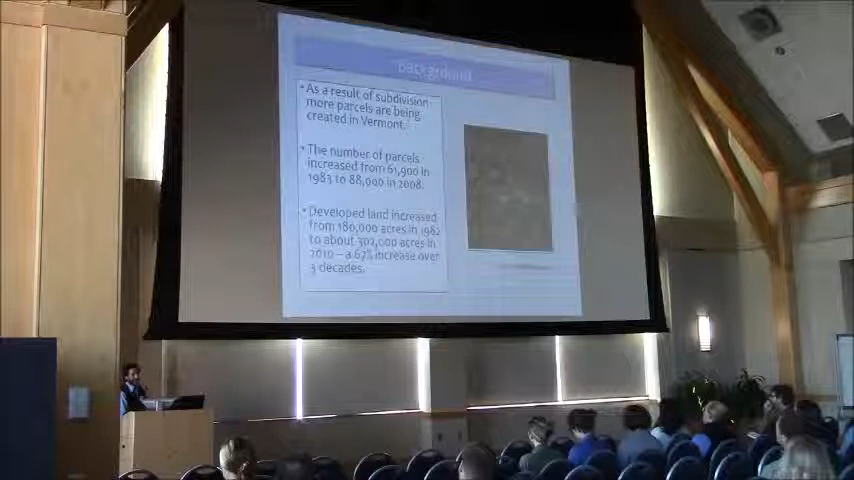 background
• As a result of subdivision
more parcels are being
created in Vermont.
• The number of parcels
increased from 61,900 in
1983 to 88,000 in 2008.
• Developed land increased
from 180,000 acres in 1982
to about 302,000 acres in
2010 – a 67% increase over
3 decades.